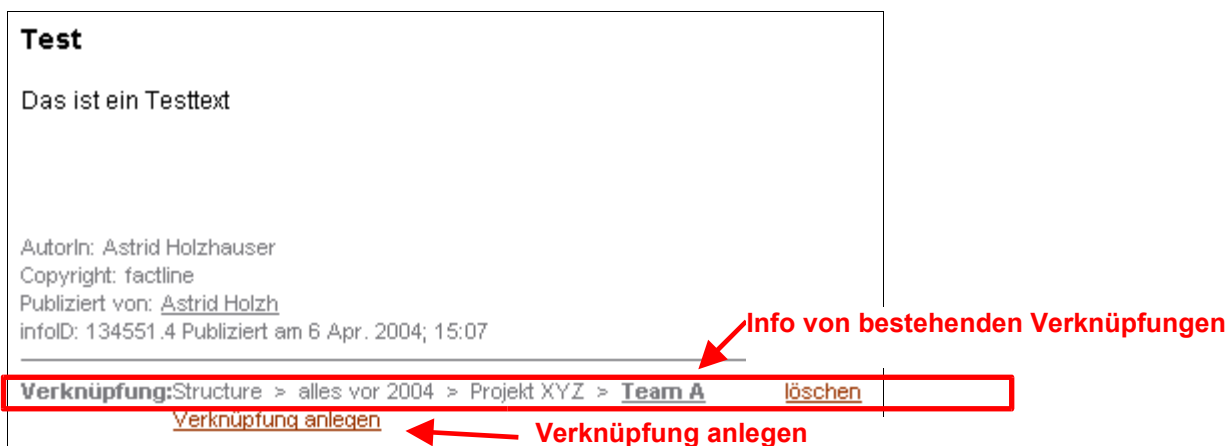 Test
Das ist ein Testtext
AutorIn: Astrid Holzhauser
Copyright: factline
Publiziert von: Astrid Holzh
infoID: 134551.4 Publiziert am 6 Apr. 2004; 15:07
Info von bestehenden Verknüpfungen
Verknüpfung:Structure > alles vor 2004 > Projekt XYZ > Team A löschen
Verknüpfung anlegen
Verknüpfung anlegen